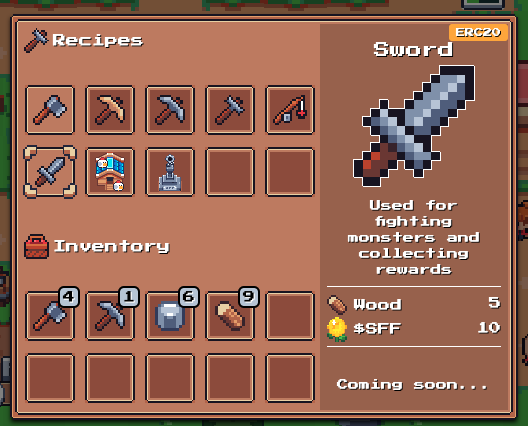 Recipes
ERC20
Sword
Used for
fighting
monsters and
collecting
rewards
Wood 5
$SFF 10
Coming soon...
Inventory
4 1 6 9